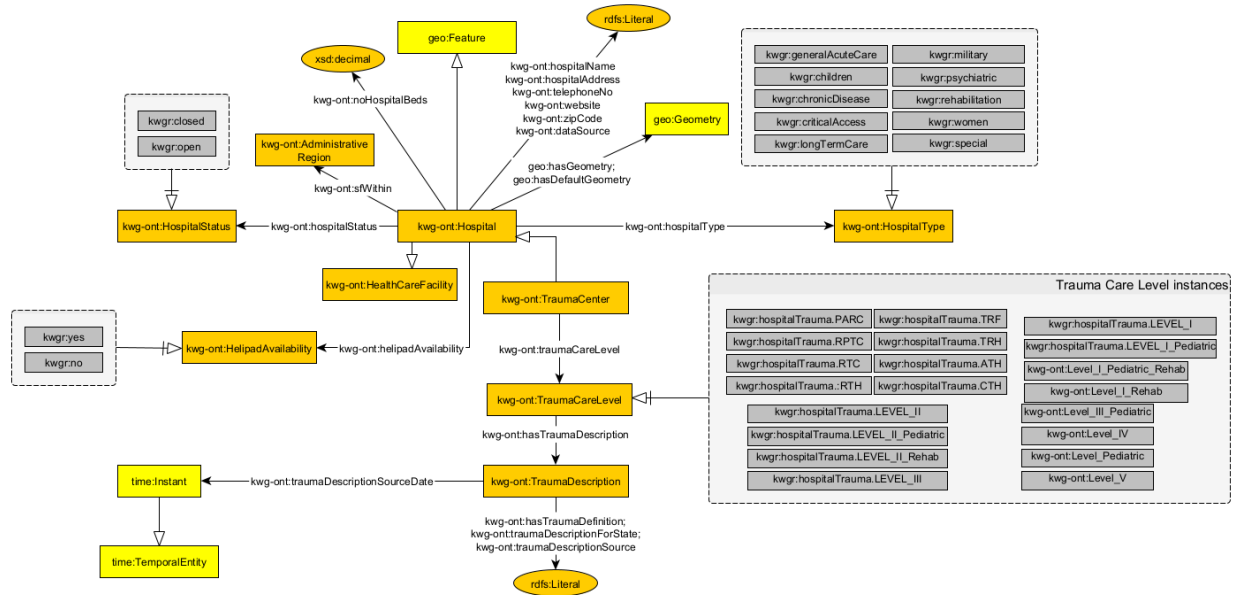 rdfs:Literal
geo:Feature
xsd:decimal
kwg-ont:hospitalName
kwg-ont:hospitalAddress
kwg-ont:telephoneNo
kwg-ont:website
kwg-ont:zipCode
kwg-ont:dataSource
kwg-ont:noHospitalBeds
kwgr:generalAcuteCare
kwgr:military
kwgr:children
kwgr:psychiatric
kwgr:chronicDisease
kwgr:rehabilitation
kwgr:criticalAccess
kwgr:women
kwgr:longTermCare
kwgr:special
kwgr:closed
kwgr:open
geo:Geometry
kwg-ont:Administrative
Region
geo:hasGeometry;
geo:hasDefaultGeometry
kwg-ont:sfWithin
kwg-ont:HospitalStatus
kwg-ont:hospitalStatus
kwg-ont:Hospital
kwg-ont:hospitalType
kwg-ont:HospitalType
kwg-ont:HealthCareFacility
kwg-ont:TraumaCenter
Trauma Care Level instances
kwgr:hospitalTrauma.PARC
kwgr:hospitalTrauma.TRF
kwgr:hospitalTrauma.LEVEL_I
kwgr:hospitalTrauma.RPTC
kwgr:hospitalTrauma.TRH
kwgr:hospitalTrauma.LEVEL_I_Pediatric
kwgr:hospitalTrauma.RTC
kwgr:hospitalTrauma.ATH
kwg-ont:Level_I_Pediatric_Rehab
kwgr:hospitalTrauma.:RTH
kwgr:hospitalTrauma.CTH
kwg-ont:Level_I_Rehab
kwgr:hospitalTrauma.LEVEL_II
kwg-ont:Level_III_Pediatric
kwgr:hospitalTrauma.LEVEL_II_Pediatric
kwg-ont:Level_IV
kwgr:hospitalTrauma.LEVEL_II_Rehab
kwg-ont:Level_Pediatric
kwgr:hospitalTrauma.LEVEL_III
kwg-ont:Level_V
kwgr:yes
kwgr:no
kwg-ont:HelipadAvailability
kwg-ont:helipadAvailability
kwg-ont:traumaCareLevel
kwg-ont:TraumaCareLevel
kwg-ont:hasTraumaDescription
time:Instant
kwg-ont:traumaDescriptionSourceDate
kwg-ont:TraumaDescription
kwg-ont:hasTraumaDefinition;
kwg-ont:traumaDescriptionForState;
kwg-ont:traumaDescriptionSource
time:TemporalEntity
rdfs:Literal